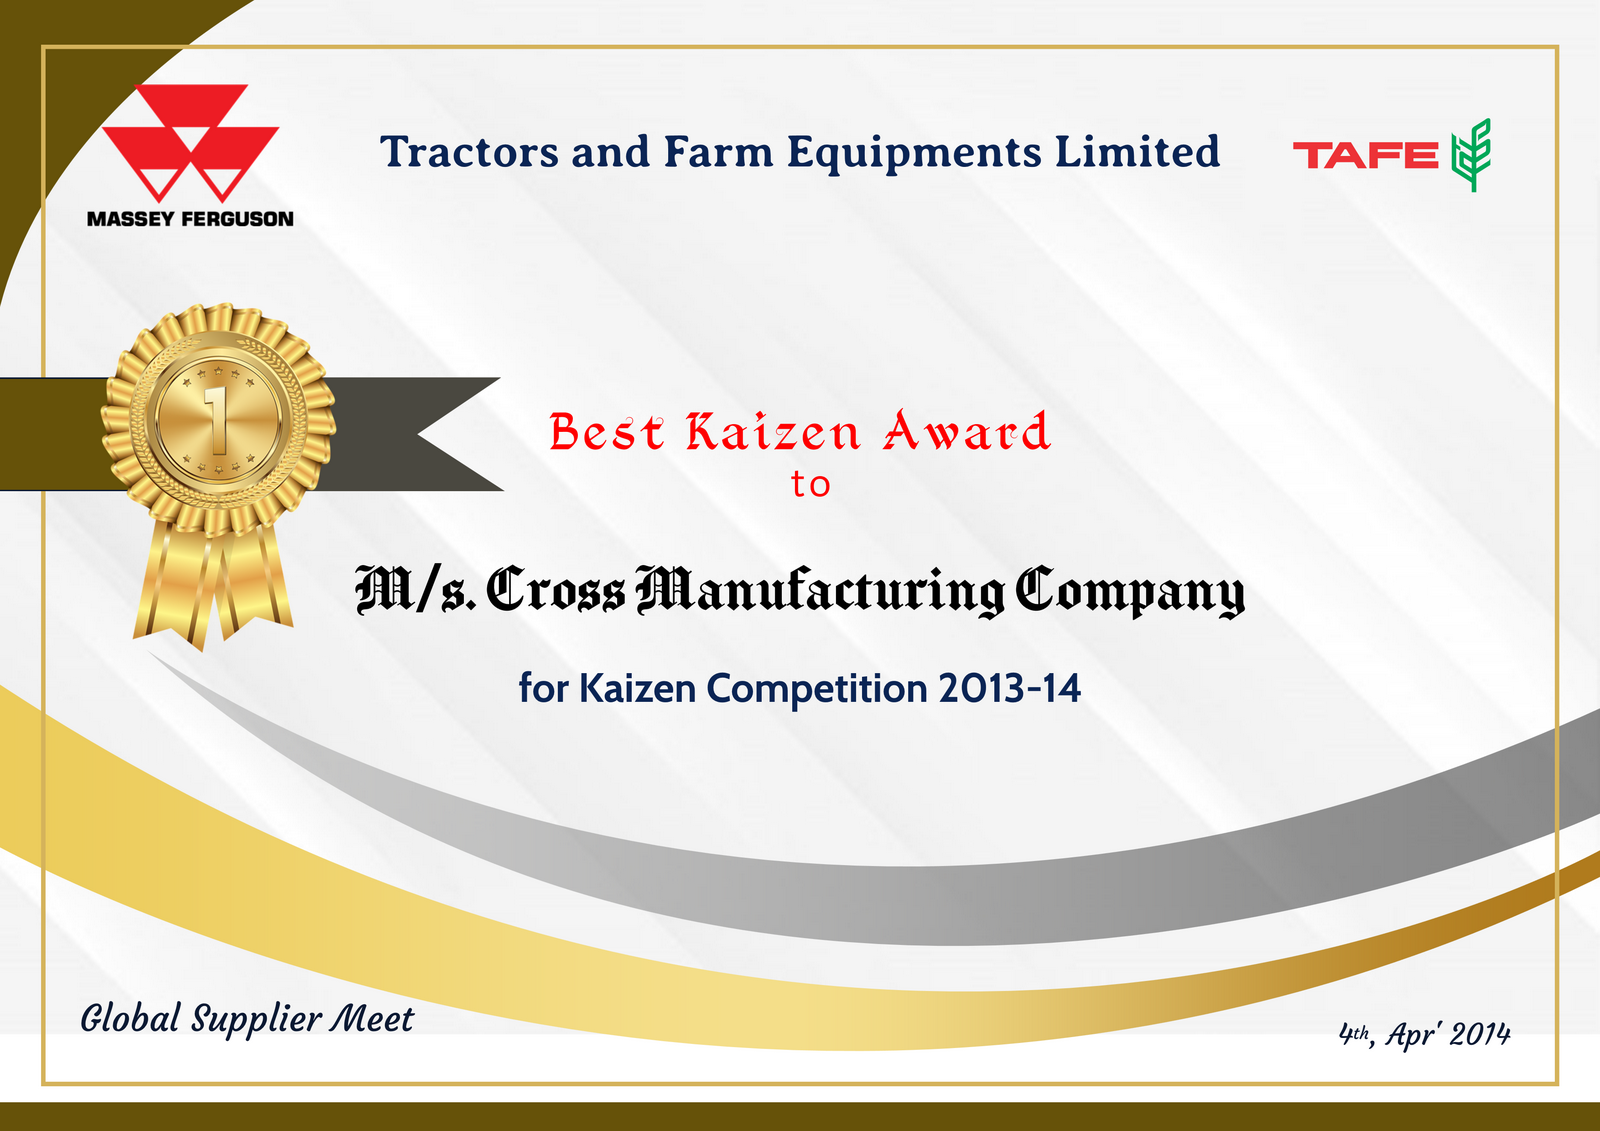 MASSEY FERGUSON
Tractors and Farm Equipments Limited
TAFE
1
Best Kaizen Award
to
M/s. Cross Manufacturing Company
for Kaizen Competition 2013-14
Global Supplier Meet
4th, Apr' 2014